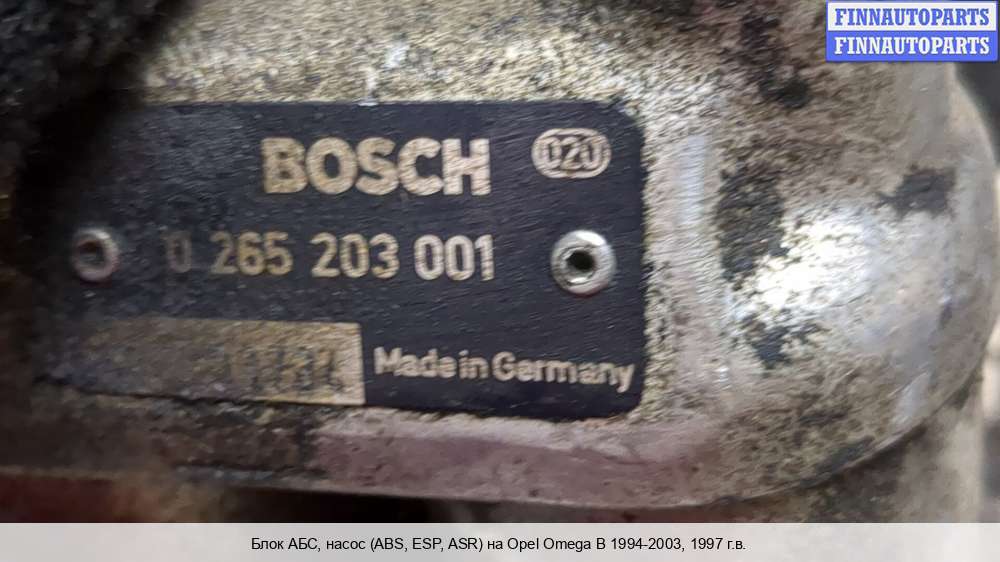 FINNAUTOPARTS
FINNAUTOPARTS
BOSCH 020
0 265 203 001
Made in Germany
Блок АБС, насос (ABS, ESP, ASR) на Opel Omega B 1994-2003, 1997 г.в.